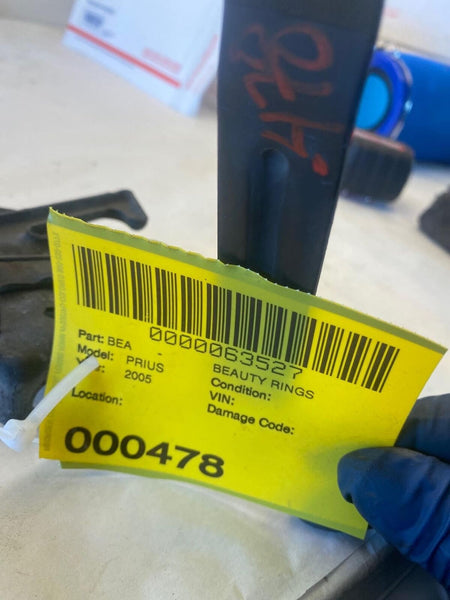 478
0000063527
Part: BEA
BEAUTY RINGS
Model: PRIUS
Condition:
2005
VIN:
Location:
Damage Code:
000478